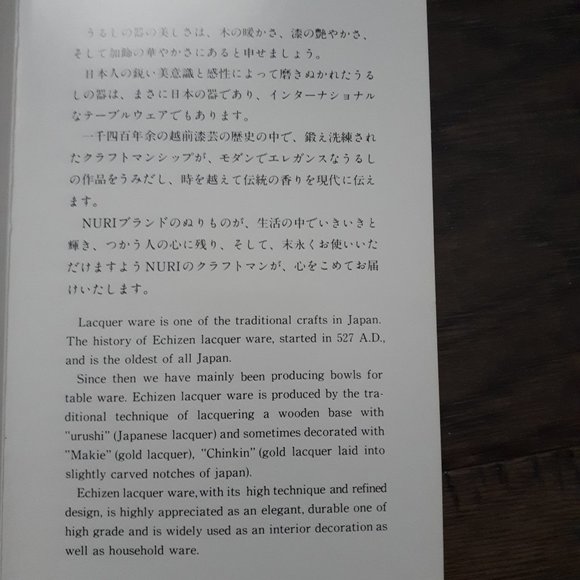 うるしの器の美しさは、木の暖かさ、漆の艶やかさ、
そして加飾の華やかさにあると申せましょう。
日本人の鋭い美意識と感性によって磨きぬかれたうる
しの器は、まさに日本の器であり、インターナショナル
なテーブルウェアでもあります。
一千四百年余の越前漆芸の歴史の中で、鍛え洗練され
たクラフトマンシップが、モダンでエレガンスなうるし
の作品をうみだし、時を越えて伝統の香りを現代に伝え
ます。
NURIブランドのぬりものが、生活の中でいきいきと
輝き、つかう人の心に残り、そして、末永くお使いいた
だけますようNURIのクラフトマンが、心をこめてお届
けいたします。
Lacquer ware is one of the traditional crafts in Japan.
The history of Echizen lacquer ware, started in 527 A.D.,
and is the oldest of all Japan.
Since then we have mainly been producing bowls for
table ware. Echizen lacquer ware is produced by the tra-
ditional technique of lacquering a wooden base with
"urushi" (Japanese lacquer) and sometimes decorated with
"Makie" (gold lacquer), "Chinkin" (gold lacquer laid into
slightly carved notches of japan).
Echizen lacquer ware, with its high technique and refined
design, is highly appreciated as an elegant, durable one of
high grade and is widely used as an interior decoration as
well as household ware.